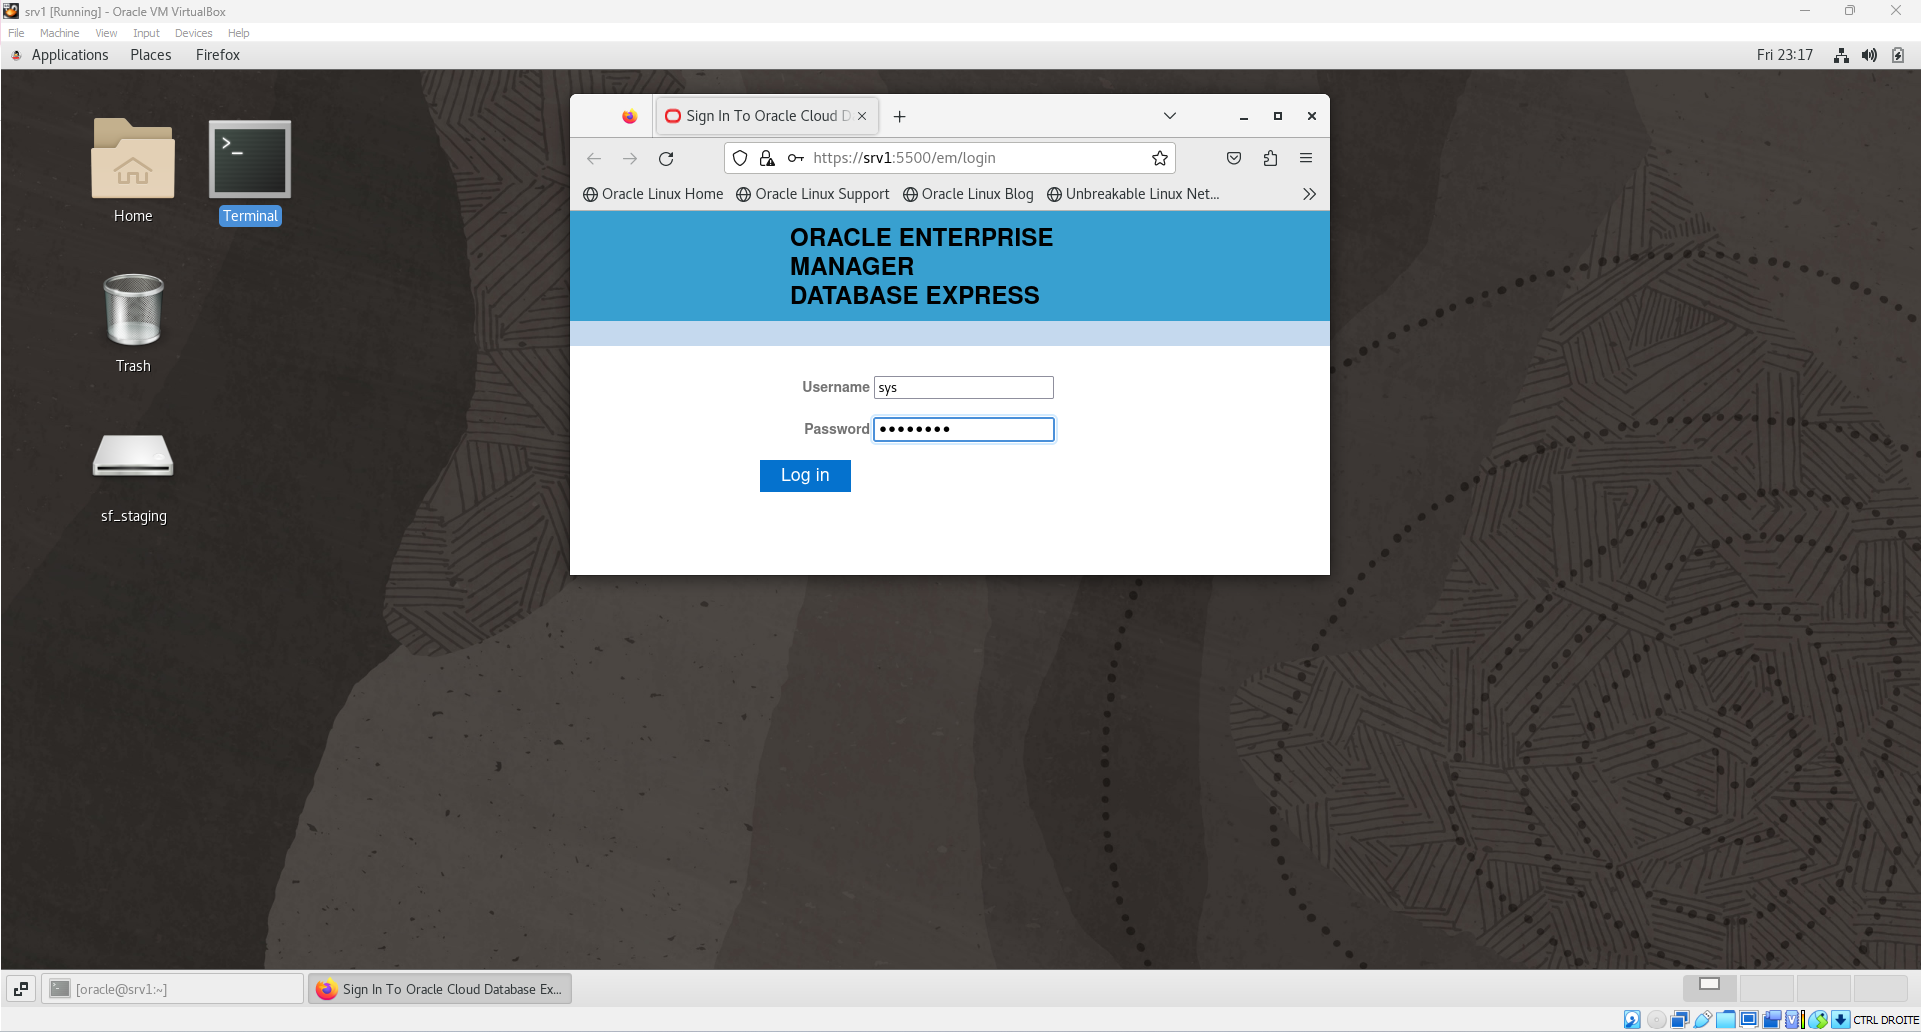 srv1 [Running] - Oracle VM VirtualBox
File Machine View Input Devices Help
Applications Places Firefox Fri 23:17
Home
Terminal
Trash
sf_staging
Sign In To Oracle Cloud D
https://srv1:5500/em/login
Oracle Linux Home Oracle Linux Support Oracle Linux Blog Unbreakable Linux Net...
ORACLE ENTERPRISE
MANAGER
DATABASE EXPRESS
Username sys
Password ••••••••
Log in
[oracle@srv1:~] Sign In To Oracle Cloud Database Ex...
CTRL DROITE